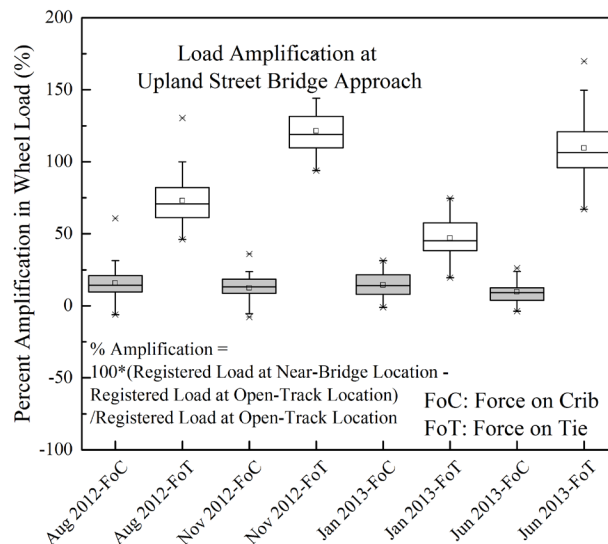 Percent Amplification in Wheel Load (%)
200
150
100
50
0
-50
-100
Load Amplification at
Upland Street Bridge Approach
% Amplification =
100*(Registered Load at Near-Bridge Location -
Registered Load at Open-Track Location)
/Registered Load at Open-Track Location
FoC: Force on Crib
FoT: Force on Tie
Aug 2012-FoC
Aug 2012-FoT
Nov 2012-FoC
Nov 2012-FoT
Jan 2013-FoC
Jan 2013-FoT
Jun 2013-FoC
Jun 2013-FoT